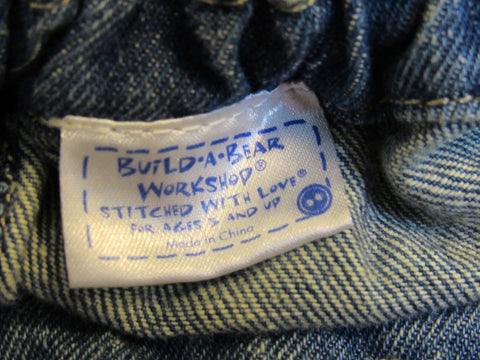 BUILD•A•BEAR
WORKSHOP®
STITCHED WITH LOVE®
FOR AGES 3 AND UP
Made in China